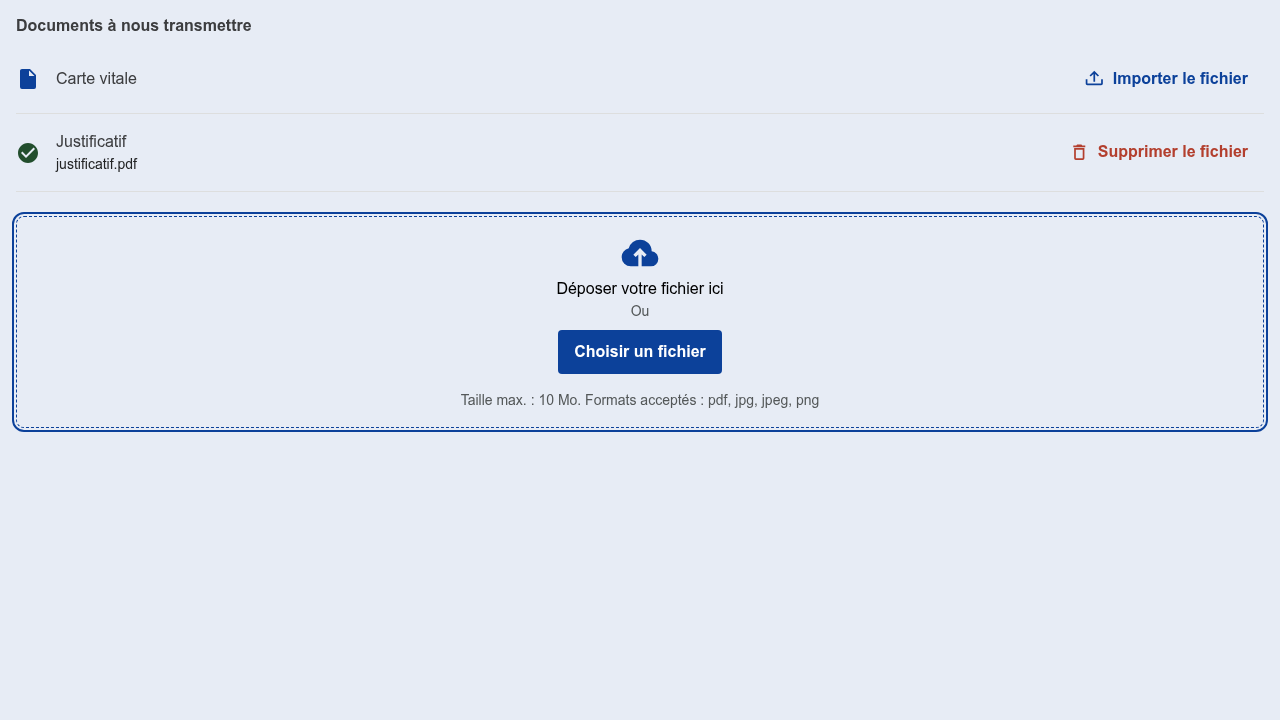 Documents à nous transmettre
Carte vitale
Importer le fichier
Justificatif
justificatif.pdf
Supprimer le fichier
Déposer votre fichier ici
Ou
Choisir un fichier
Taille max. : 10 Mo. Formats acceptés : pdf, jpg, jpeg, png